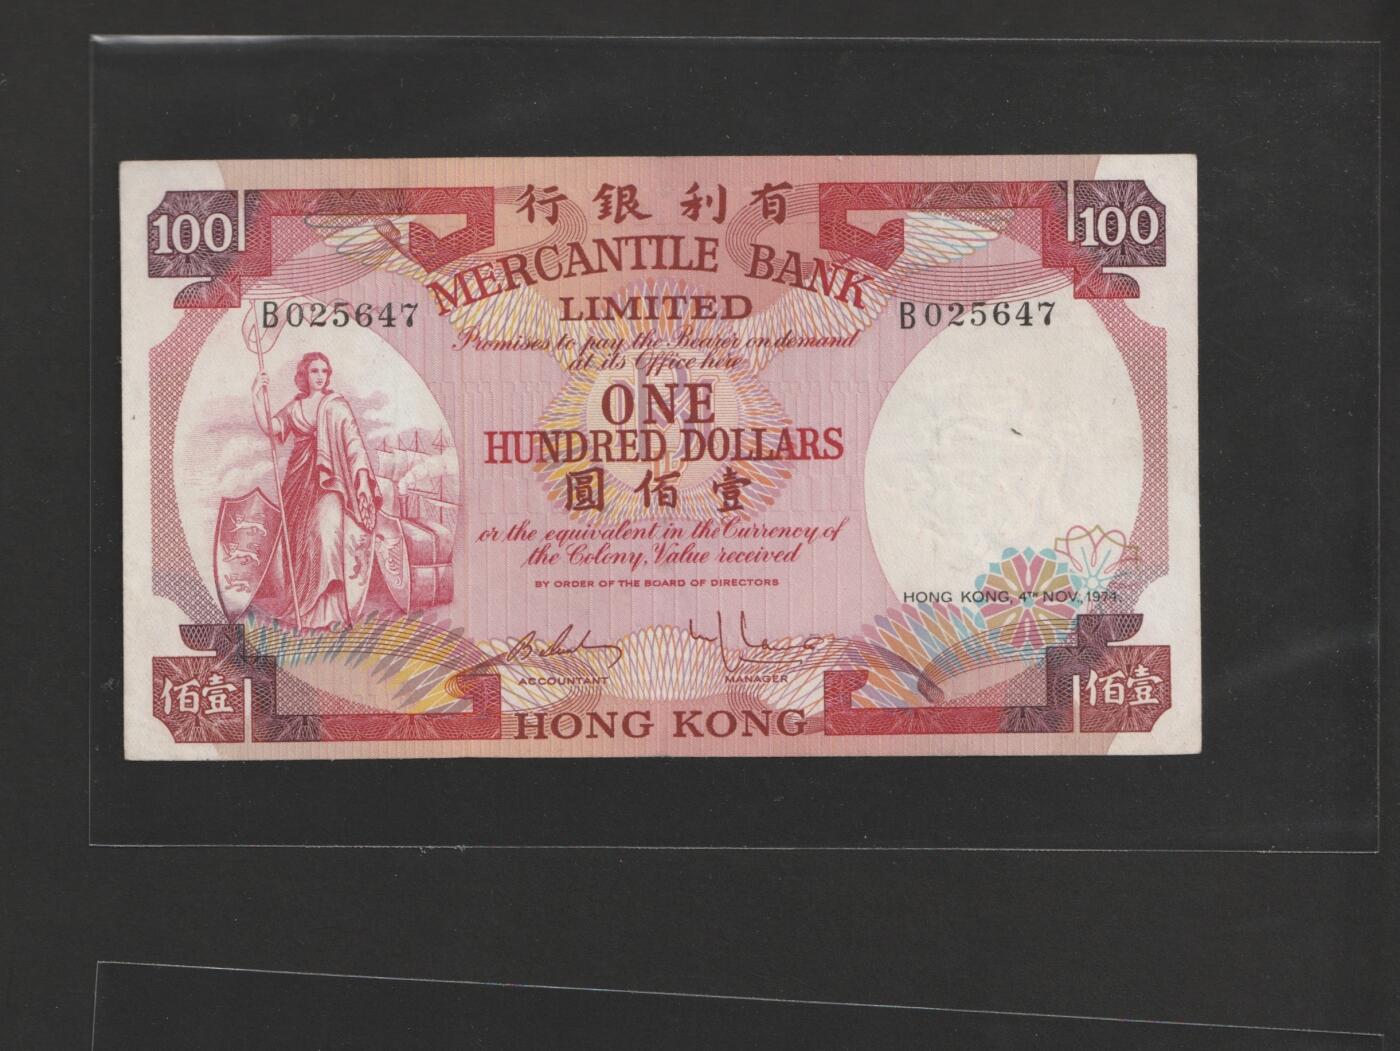 行銀利有
100
100
MERCANTILE BANK
LIMITED
B025647
B025647
Promises to pay the Bearer on demand
at its Office here
ONE
HUNDRED DOLLARS
圓佰壹
or the equivalent in the Currency of
the Colony, Value received
BY ORDER OF THE BOARD OF DIRECTORS
HONG KONG, 4TH NOV., 1974.
ACCOUNTANT
MANAGER
佰壹
佰壹
HONG KONG